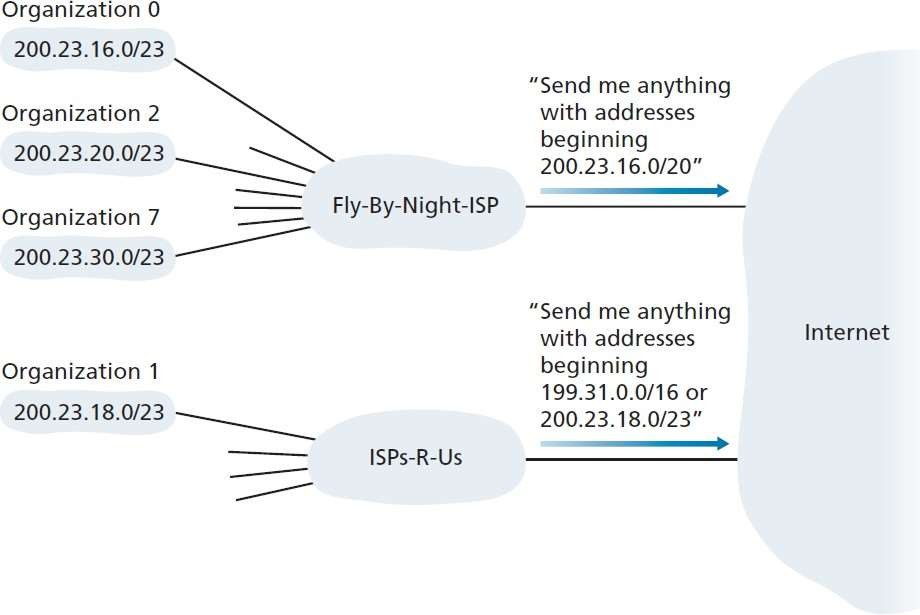 Organization 0
200.23.16.0/23
Organization 2
200.23.20.0/23
Organization 7
200.23.30.0/23
Fly-By-Night-ISP
“Send me anything
with addresses
beginning
200.23.16.0/20”
Organization 1
200.23.18.0/23
ISPs-R-Us
“Send me anything
with addresses
beginning
199.31.0.0/16 or
200.23.18.0/23”
Internet